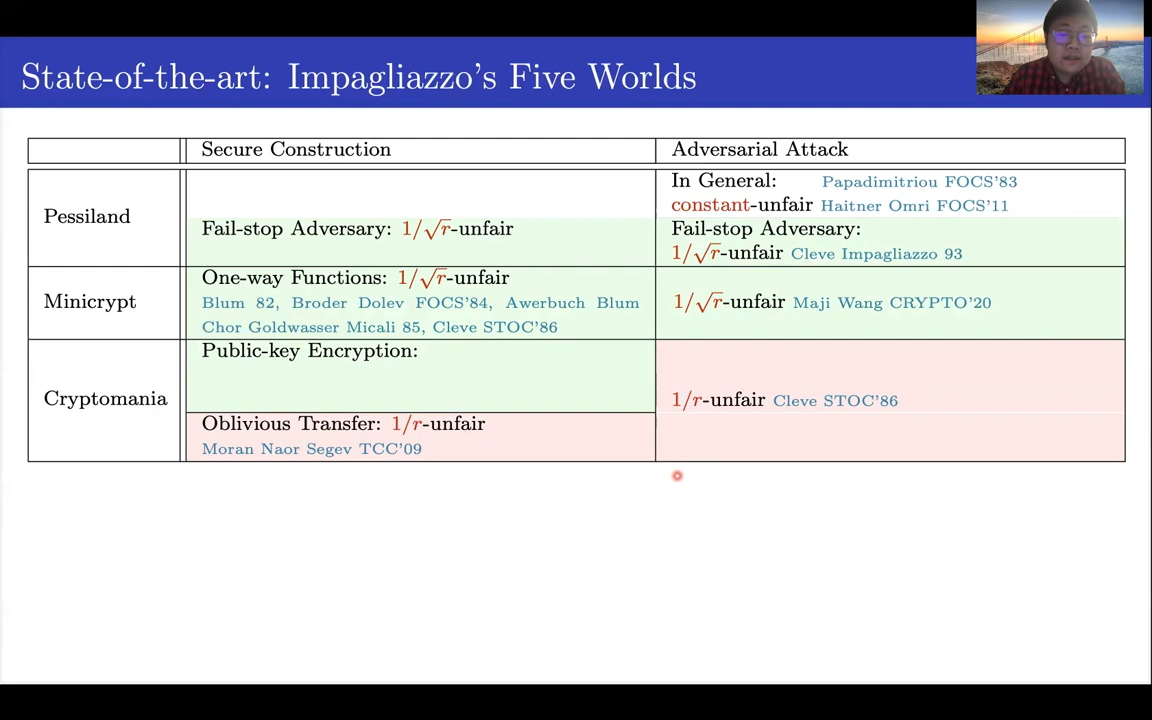 State-of-the-art: Impagliazzo's Five Worlds
Secure Construction
Adversarial Attack
Pessiland
Fail-stop Adversary: 1/√r-unfair
In General: Papadimitriou FOCS'83
constant-unfair Haitner Omri FOCS'11
Fail-stop Adversary:
1/√r-unfair Cleve Impagliazzo 93
Minicrypt
One-way Functions: 1/√r-unfair
Blum 82, Broder Dolev FOCS'84, Awerbuch Blum
Chor Goldwasser Micali 85, Cleve STOC'86
1/√r-unfair Maji Wang CRYPTO'20
Cryptomania
Public-key Encryption:
Oblivious Transfer: 1/r-unfair
Moran Naor Segev TCC'09
1/r-unfair Cleve STOC'86